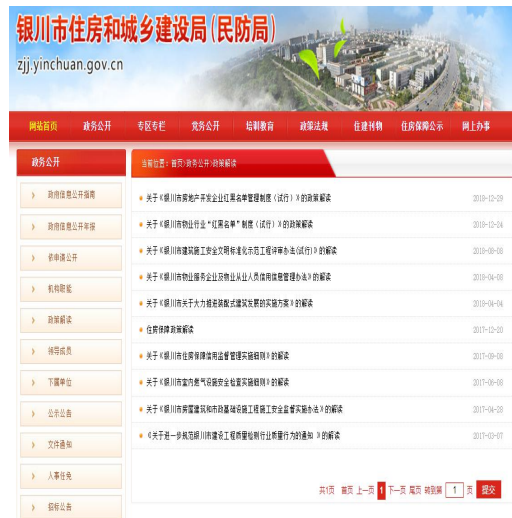 银川市住房和城乡建设局(民防局)
zjj.yinchuan.gov.cn
网站首页 政务公开 专区专栏 党务公开 培训教育 政策法规 住建刊物 住房保障公示 网上办事
政务公开
当前位置：首页>政务公开>政策解读
政府信息公开指南
政府信息公开年报
依申请公开
机构职能
政策解读
领导成员
下属单位
公示公告
文件通知
人事任免
招标公告
关于《银川市房地产开发企业红黑名单管理制度（试行）》的政策解读 2018-12-29
关于《银川市物业行业“红黑名单”制度（试行）》的政策解读 2018-12-24
关于《银川市建筑施工安全文明标准化示范工程评审办法(试行)》的解读 2018-08-08
关于《银川市物业服务企业及物业从业人员信用信息管理办法》的解读 2018-04-08
关于《银川市关于大力推进装配式建筑发展的实施方案》的解读 2018-04-04
住房保障政策解读 2017-12-20
关于《银川市住房保障信用监督管理实施细则》的解读 2017-08-08
关于《银川市室内燃气设施安全检查实施细则》的解读 2017-06-08
关于《银川市房屋建筑和市政基础设施工程施工安全监督实施办法》的解读 2017-04-28
《关于进一步规范银川市建设工程质量检测行业质量行为的通知 》的解读 2017-03-07
共1页 首页 上一页 1 下一页 尾页 转到第 1 页 提交